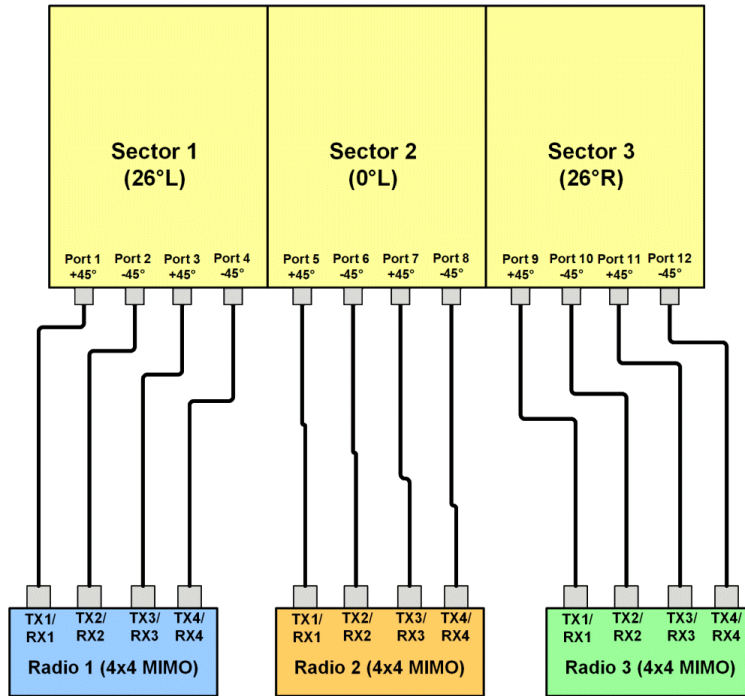 Sector 1
(26°L)
Sector 2
(0°L)
Sector 3
(26°R)
Port 1
+45°
Port 2
-45°
Port 3
+45°
Port 4
-45°
Port 5
+45°
Port 6
-45°
Port 7
+45°
Port 8
-45°
Port 9
+45°
Port 10
-45°
Port 11
+45°
Port 12
-45°
TX1/
RX1
TX2/
RX2
TX3/
RX3
TX4/
RX4
Radio 1 (4x4 MIMO)
TX1/
RX1
TX2/
RX2
TX3/
RX3
TX4/
RX4
Radio 2 (4x4 MIMO)
TX1/
RX1
TX2/
RX2
TX3/
RX3
TX4/
RX4
Radio 3 (4x4 MIMO)